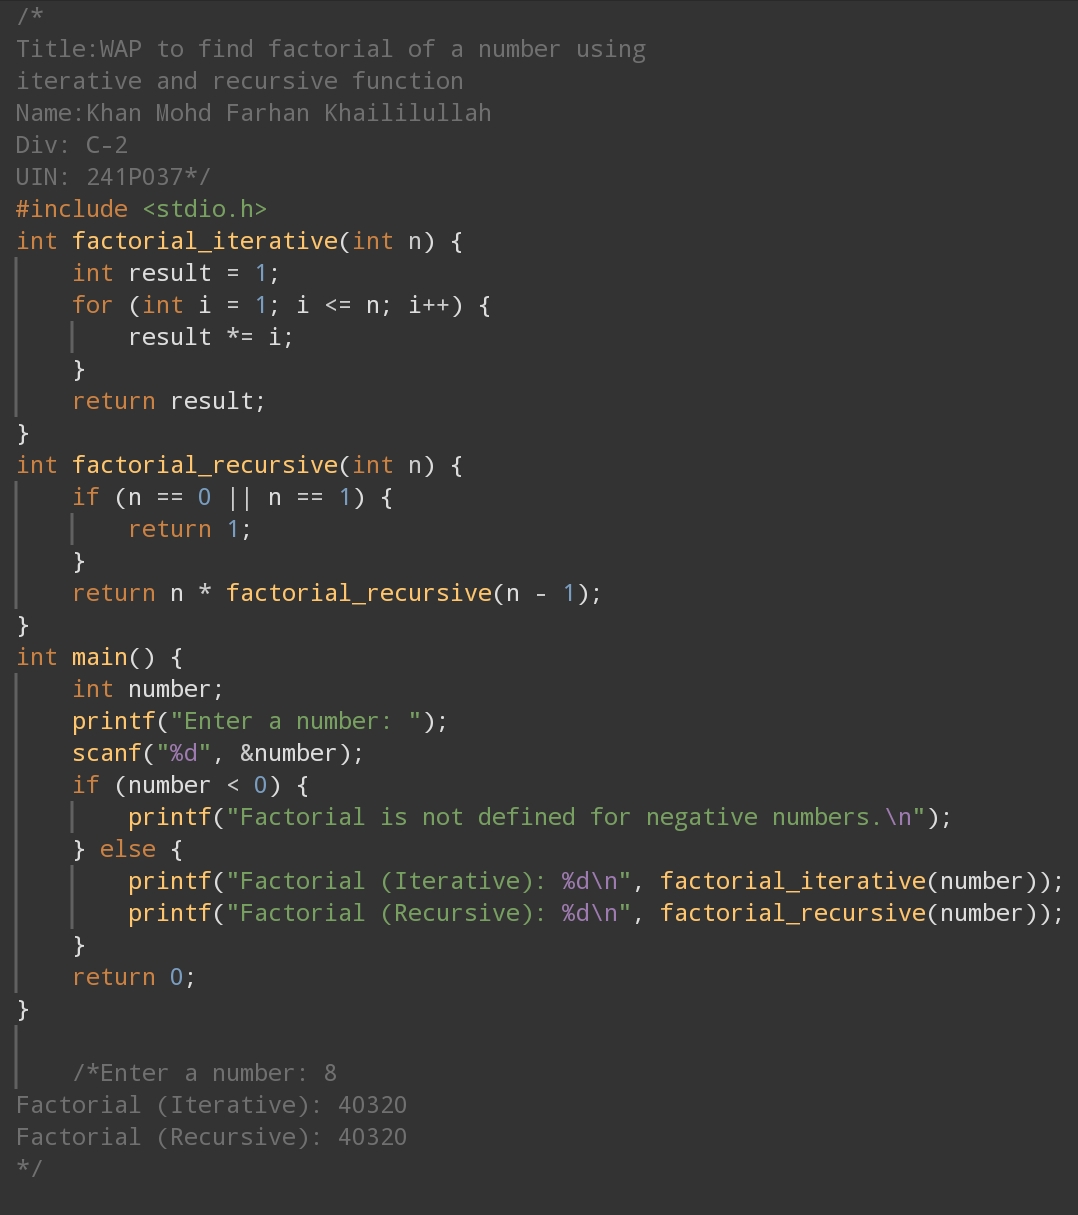 /*
Title:WAP to find factorial of a number using
iterative and recursive function
Name:Khan Mohd Farhan Khaililullah
Div: C-2
UIN: 241P037*/
#include <stdio.h>
int factorial_iterative(int n) {
    int result = 1;
    for (int i = 1; i <= n; i++) {
        result *= i;
    }
    return result;
}
int factorial_recursive(int n) {
    if (n == 0 || n == 1) {
        return 1;
    }
    return n * factorial_recursive(n - 1);
}
int main() {
    int number;
    printf("Enter a number: ");
    scanf("%d", &number);
    if (number < 0) {
        printf("Factorial is not defined for negative numbers.\n");
    } else {
        printf("Factorial (Iterative): %d\n", factorial_iterative(number));
        printf("Factorial (Recursive): %d\n", factorial_recursive(number));
    }
    return 0;
}

    /*Enter a number: 8
Factorial (Iterative): 40320
Factorial (Recursive): 40320
*/